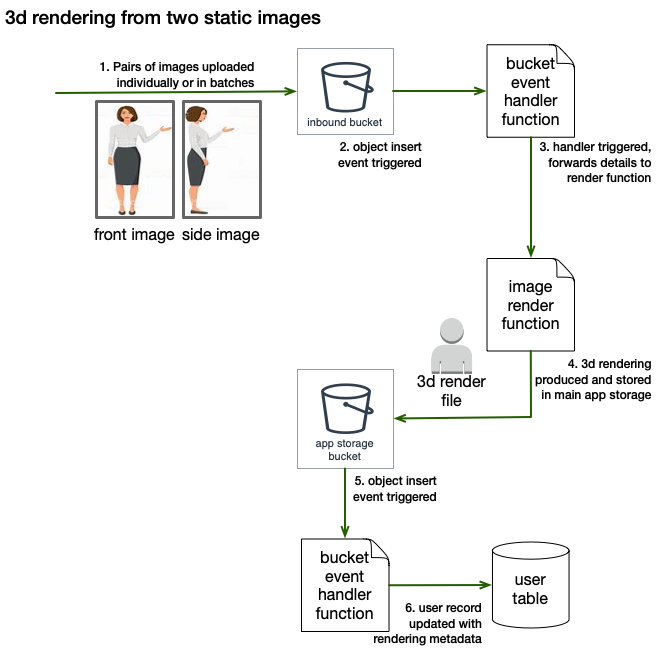 3d rendering from two static images
1. Pairs of images uploaded
individually or in batches
front image
side image
inbound bucket
2. object insert
event triggered
bucket
event
handler
function
3. handler triggered,
forwards details to
render function
image
render
function
3d render
file
4. 3d rendering
produced and stored
in main app storage
app storage
bucket
5. object insert
event triggered
bucket
event
handler
function
6. user record
updated with
rendering metadata
user
table